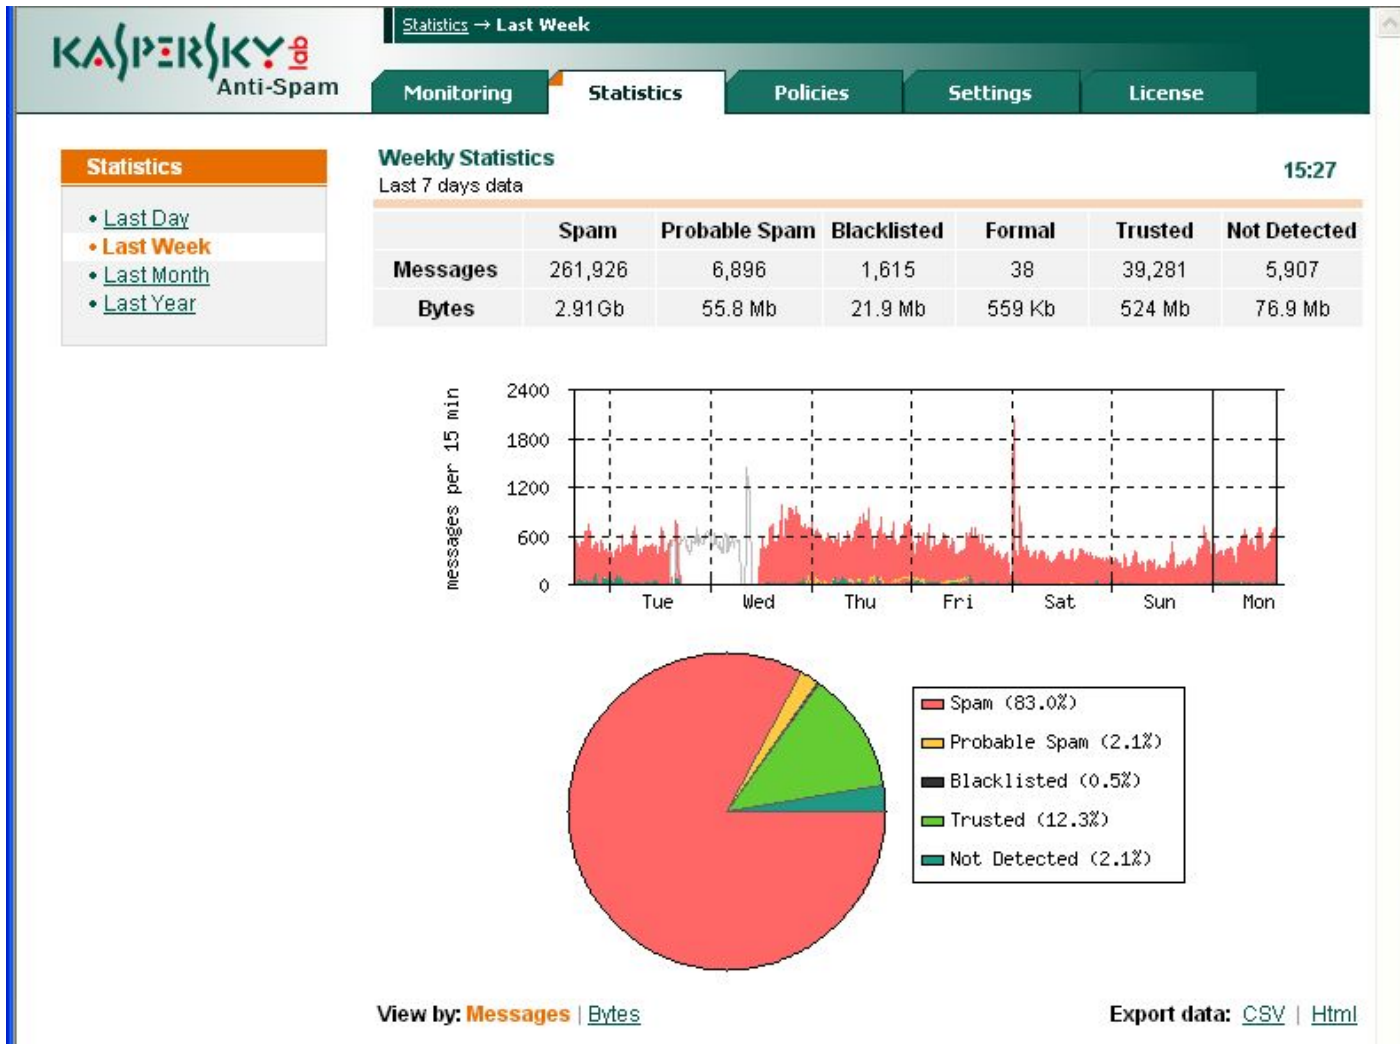 Statistics → Last Week
KASPERSKY lab
Anti-Spam
Monitoring Statistics Policies Settings License
Statistics
• Last Day
• Last Week
• Last Month
• Last Year
Weekly Statistics
Last 7 days data
15:27
Spam Probable Spam Blacklisted Formal Trusted Not Detected
Messages 261,926 6,896 1,615 38 39,281 5,907
Bytes 2.91Gb 55.8 Mb 21.9 Mb 559 Kb 524 Mb 76.9 Mb
messages per 15 min
2400
1800
1200
600
0
Tue Wed Thu Fri Sat Sun Mon
Spam (83.0%)
Probable Spam (2.1%)
Blacklisted (0.5%)
Trusted (12.3%)
Not Detected (2.1%)
View by: Messages | Bytes
Export data: CSV | Html